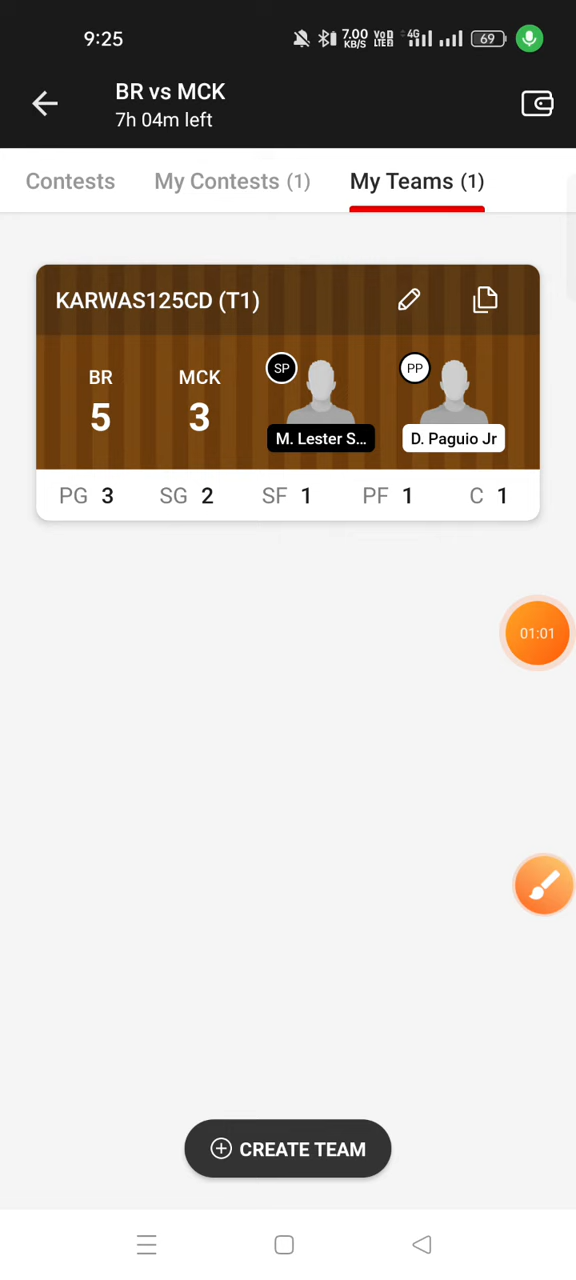 9:25
7.00 KB/S
VoD LTE 2
4G
69
BR vs MCK
7h 04m left
Contests
My Contests (1)
My Teams (1)
KARWAS125CD (T1)
BR
MCK
5
3
SP
PP
M. Lester S...
D. Paguio Jr
PG 3
SG 2
SF 1
PF 1
C 1
01:01
CREATE TEAM